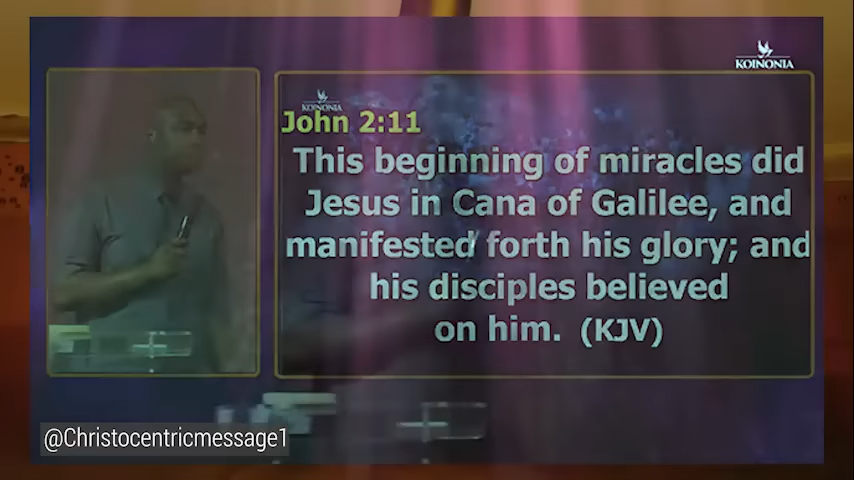 KOINONIA
KOINONIA
John 2:11
This beginning of miracles did
Jesus in Cana of Galilee, and
manifested forth his glory; and
his disciples believed
on him. (KJV)
@Christocentricmessage1